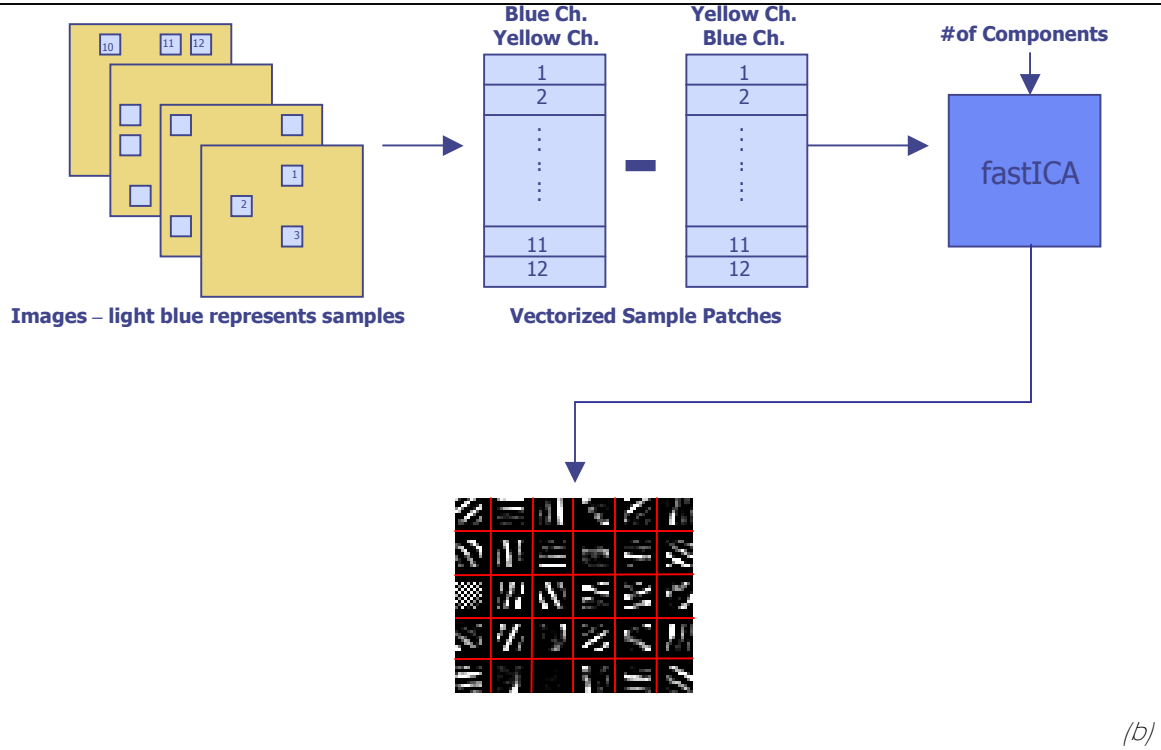 Blue Ch.
Yellow Ch.
Yellow Ch.
Blue Ch.
#of Components
10
11
12
1
2
3
1
2
:
:
:
:
:
11
12
1
2
:
:
:
:
:
11
12
fastICA
Images – light blue represents samples
Vectorized Sample Patches
(b)